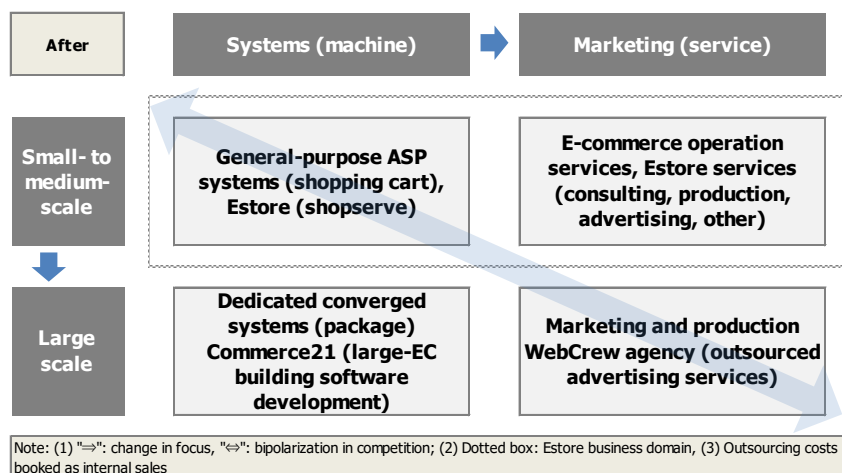 After
Systems (machine)
Marketing (service)
Small- to
medium-
scale
General-purpose ASP
systems (shopping cart),
Estore (shopserve)
E-commerce operation
services, Estore services
(consulting, production,
advertising, other)
Large
scale
Dedicated converged
systems (package)
Commerce21 (large-EC
building software
development)
Marketing and production
WebCrew agency (outsourced
advertising services)
Note: (1) "⇒": change in focus, "⇔": bipolarization in competition; (2) Dotted box: Estore business domain, (3) Outsourcing costs
booked as internal sales